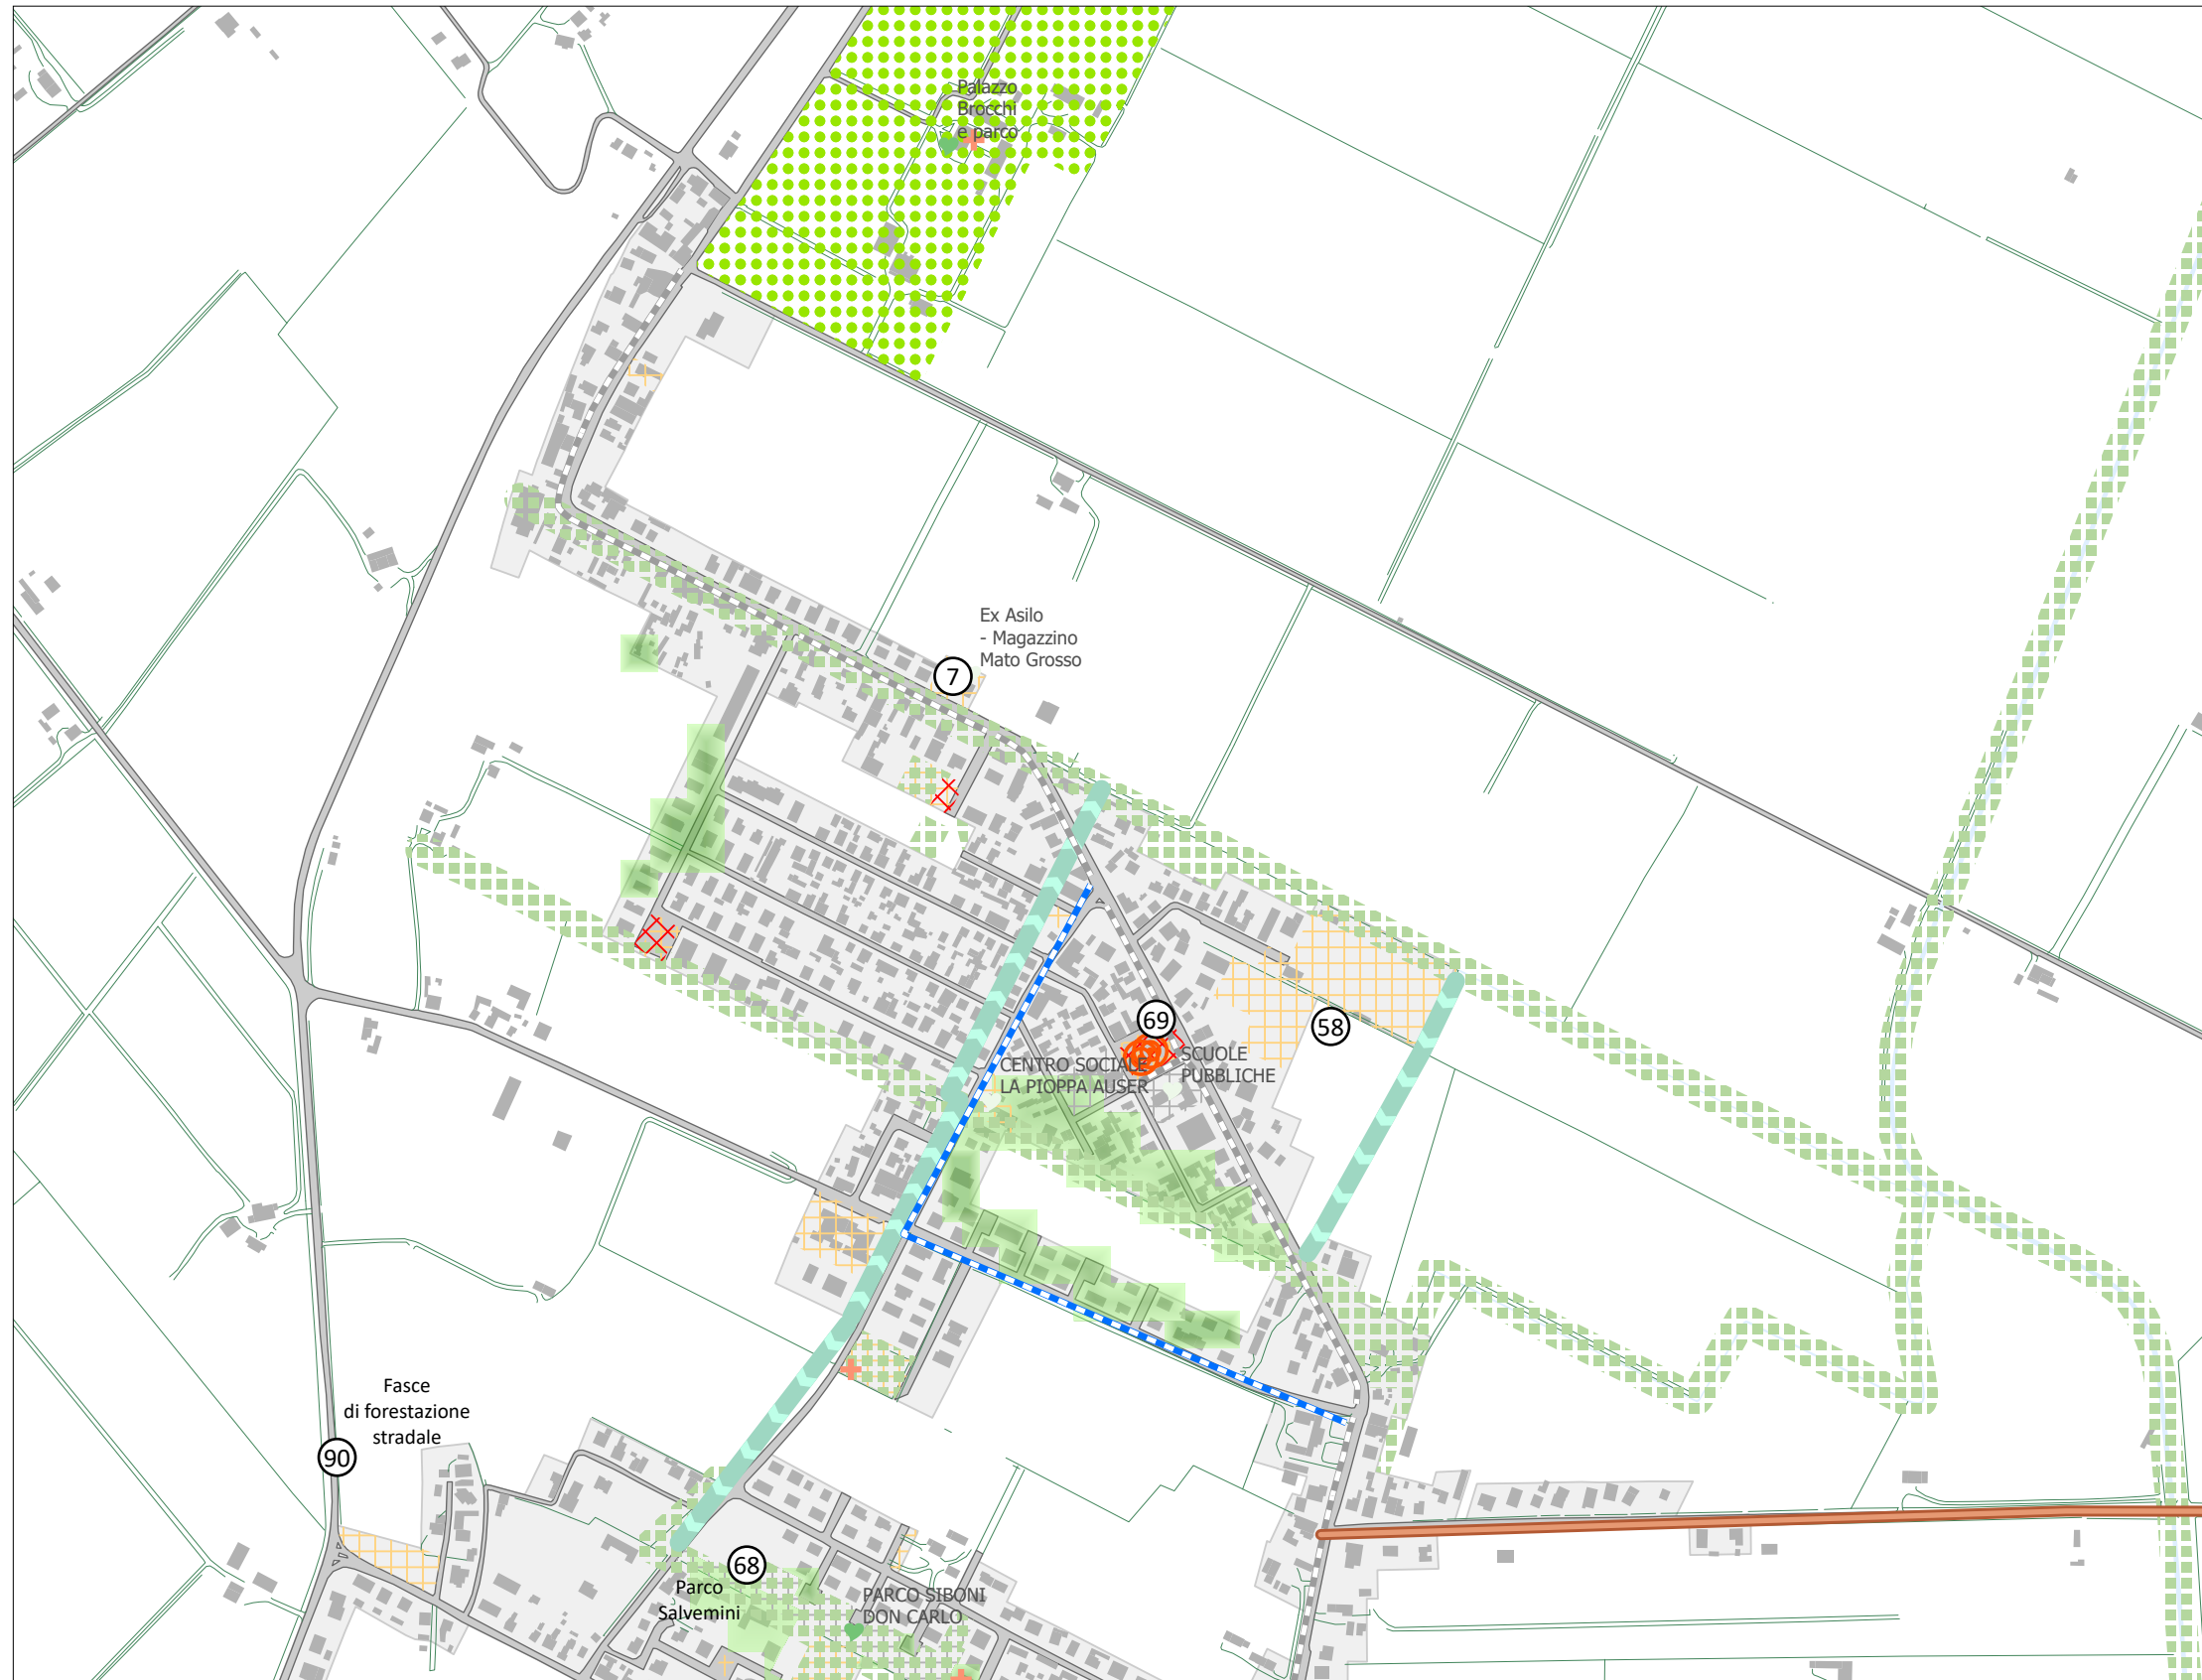 Palazzo
Brocchi
e parco
Ex Asilo
- Magazzino
Mato Grosso
7
69
58
CENTRO SOCIALE
LA PIOPPA AUSER
SCUOLE
PUBBLICHE
Fasce
di forestazione
stradale
90
68
Parco
Salvemini
PARCO SIBONI
DON CARLO